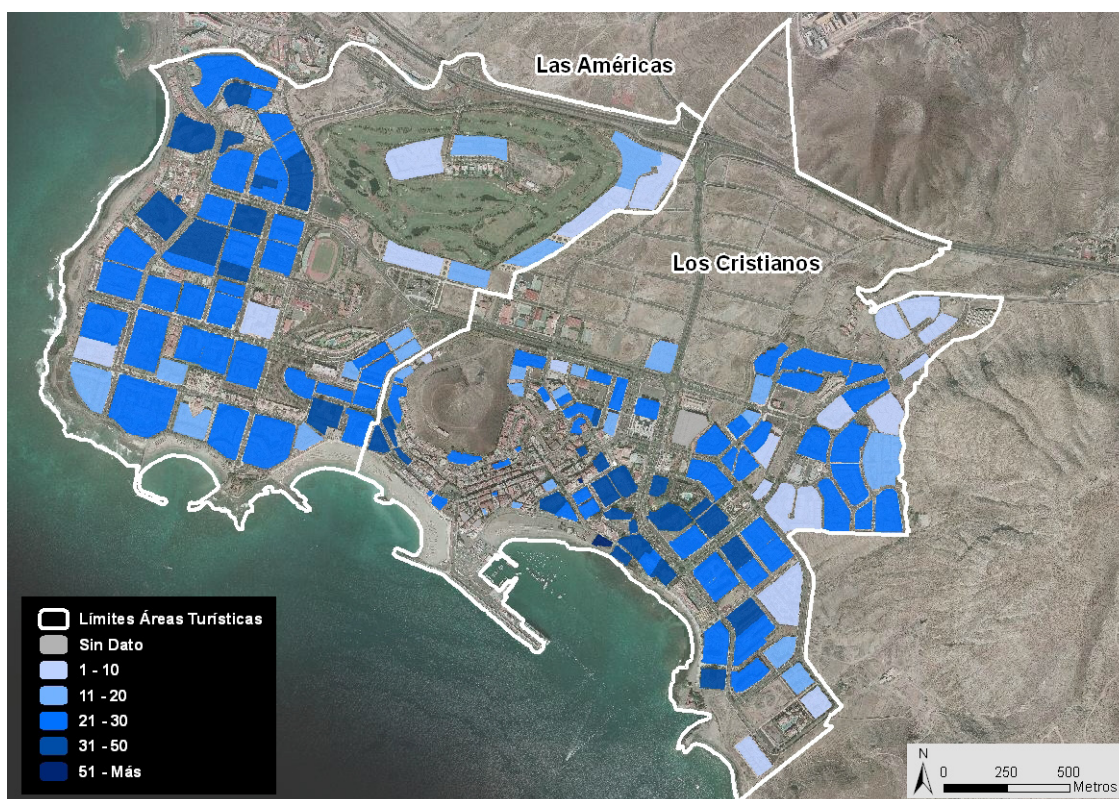 Las Américas
Los Cristianos
Límites Áreas Turísticas
Sin Dato
1 - 10
11 - 20
21 - 30
31 - 50
51 - Más
N
0 250 500
Metros